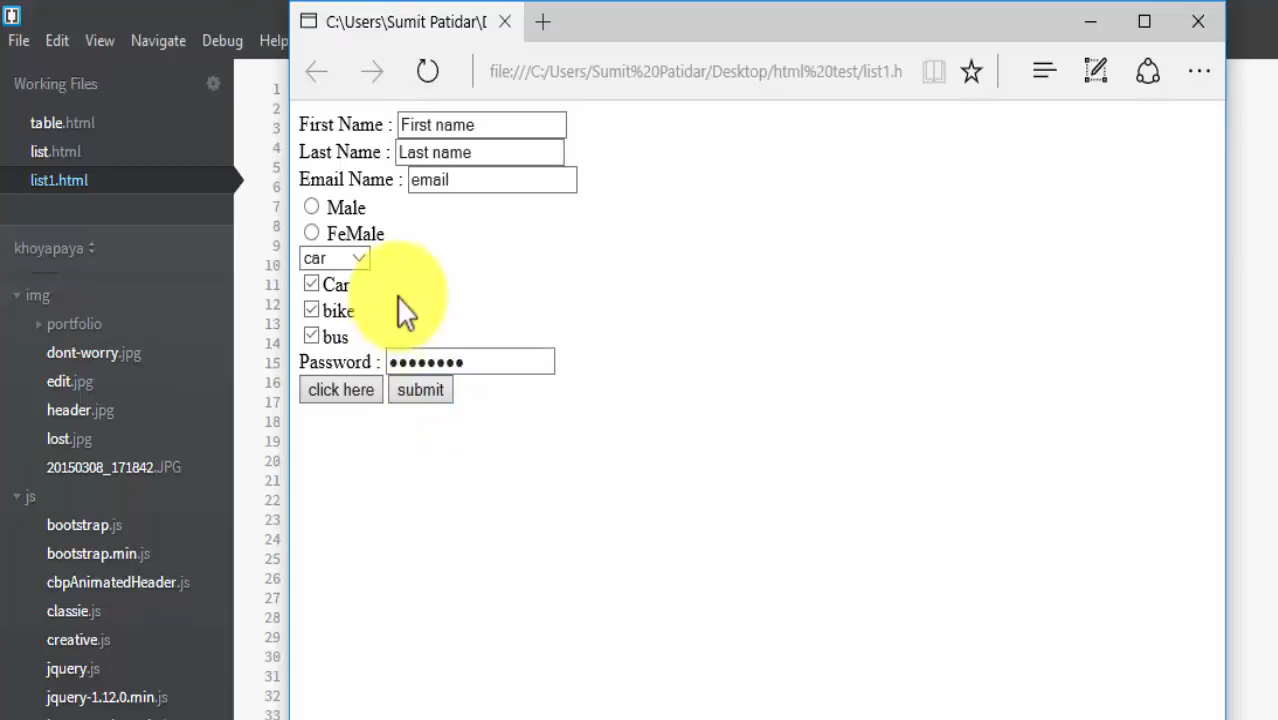 C:\Users\Sumit Patidar\[
File Edit View Navigate Debug Help
file:///C:/Users/Sumit%20Patidar/Desktop/html%20test/list1.h
Working Files
table.html
list.html
list1.html
khoyapaya
img
portfolio
dont-worry.jpg
edit.jpg
header.jpg
lost.jpg
20150308_171842.JPG
js
bootstrap.js
bootstrap.min.js
cbpAnimatedHeader.js
classie.js
creative.js
jquery.js
jquery-1.12.0.min.js
1
2
3
4
5
6
7
8
9
10
11
12
13
14
15
16
17
18
19
20
21
22
23
24
25
26
27
28
29
30
31
32
33
First Name : First name
Last Name : Last name
Email Name : email
Male
FeMale
car
Car
bike
bus
Password : ••••••••
click here submit